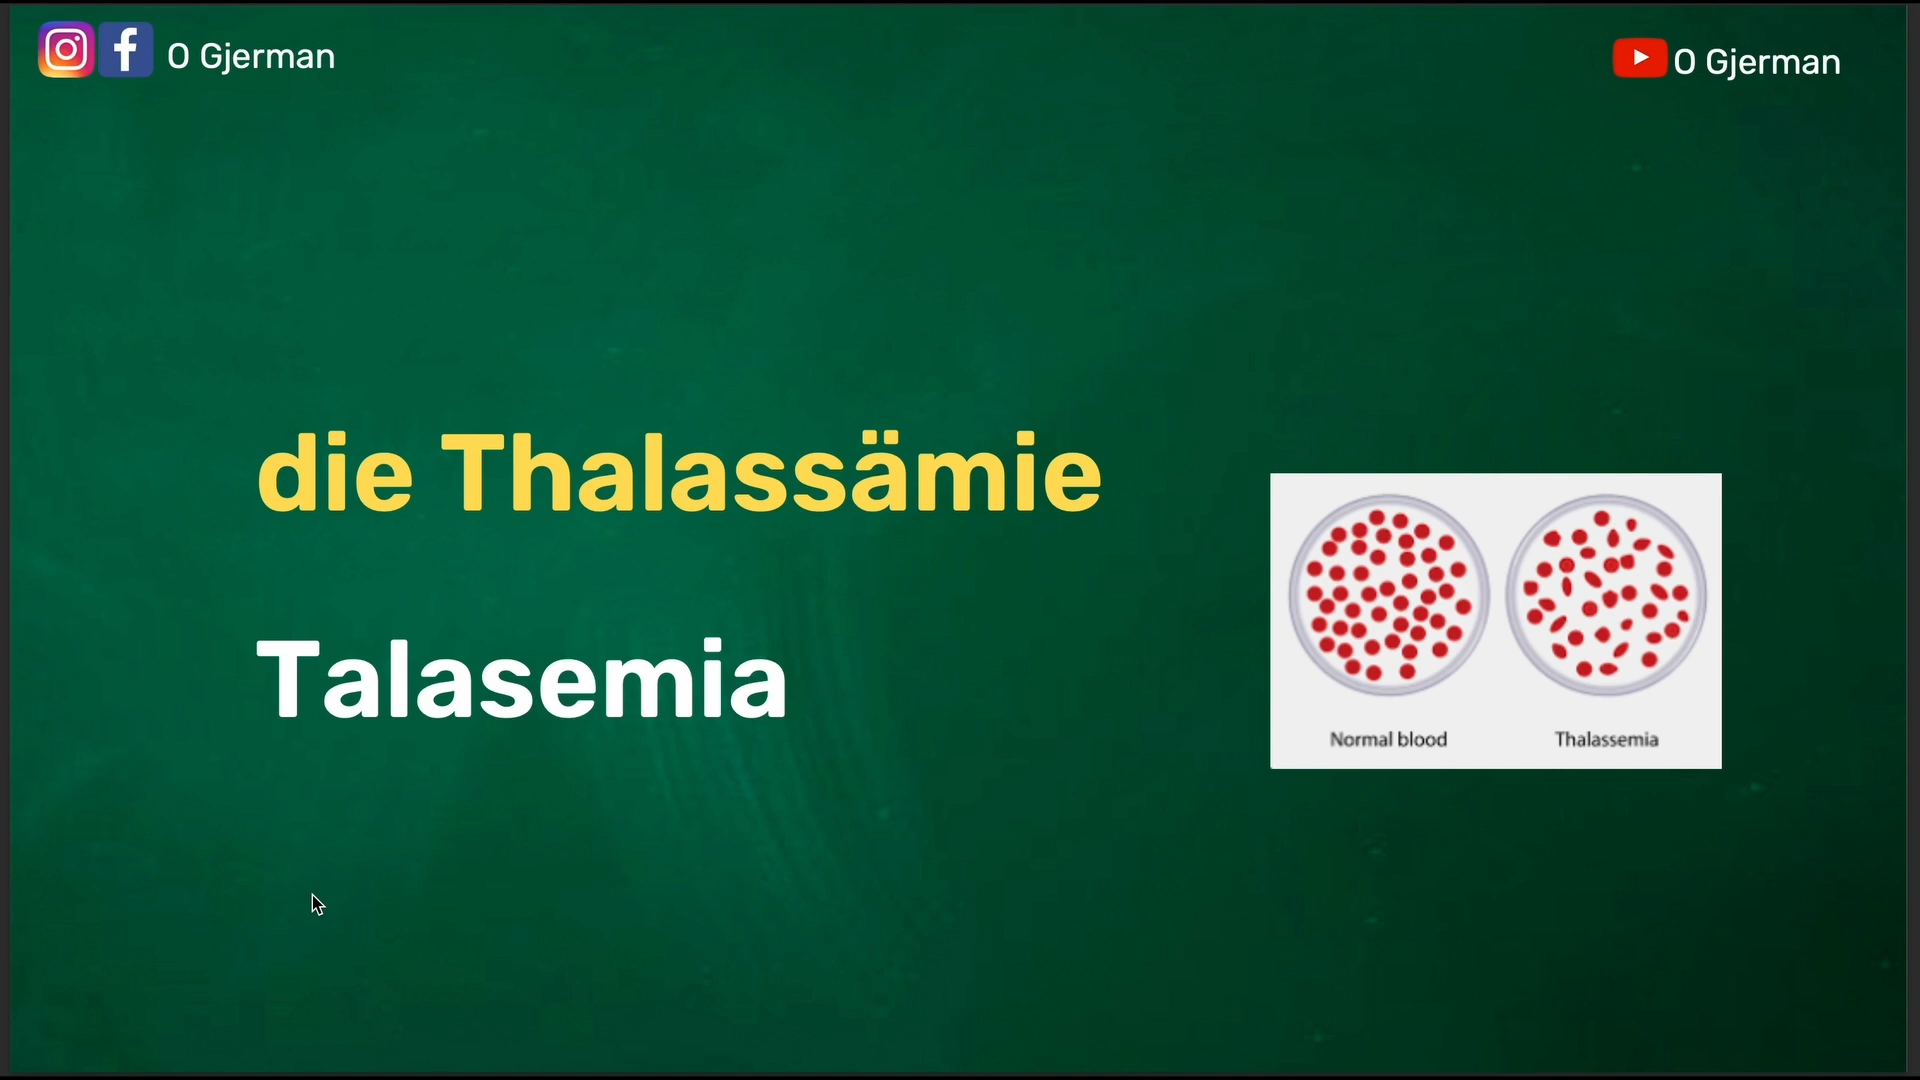 O Gjerman
O Gjerman
die Thalassämie
Talasemia
Normal blood
Thalassemia